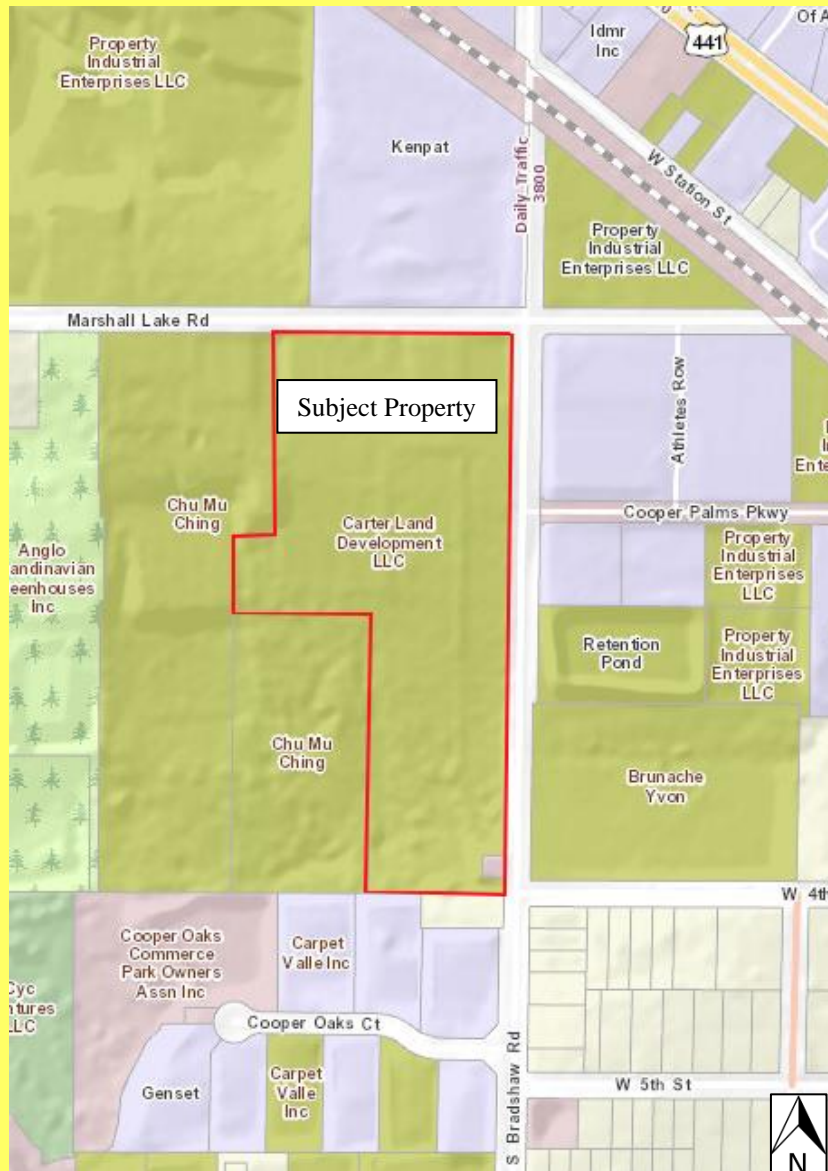 Property
Industrial
Enterprises LLC
Idmr
Inc
Of A
441
Kenpat
Daily_Traffic
3800
W Station St
Property
Industrial
Enterprises LLC
Marshall Lake Rd
Subject Property
Athletes Row
Ente
Chu Mu
Ching
Carter Land
Development
LLC
Cooper Palms Pkwy
Anglo
andinavian
eenhouses
Inc
Property
Industrial
Enterprises
LLC
Retention
Pond
Property
Industrial
Enterprises
LLC
Chu Mu
Ching
Brunache
Yvon
W 4th
Cooper Oaks
Commerce
Park Owners
Assn Inc
Carpet
Valle Inc
Cyc
ntures
LLC
Cooper Oaks Ct
S Bradshaw Rd
Genset
Carpet
Valle
Inc
W 5th St
N